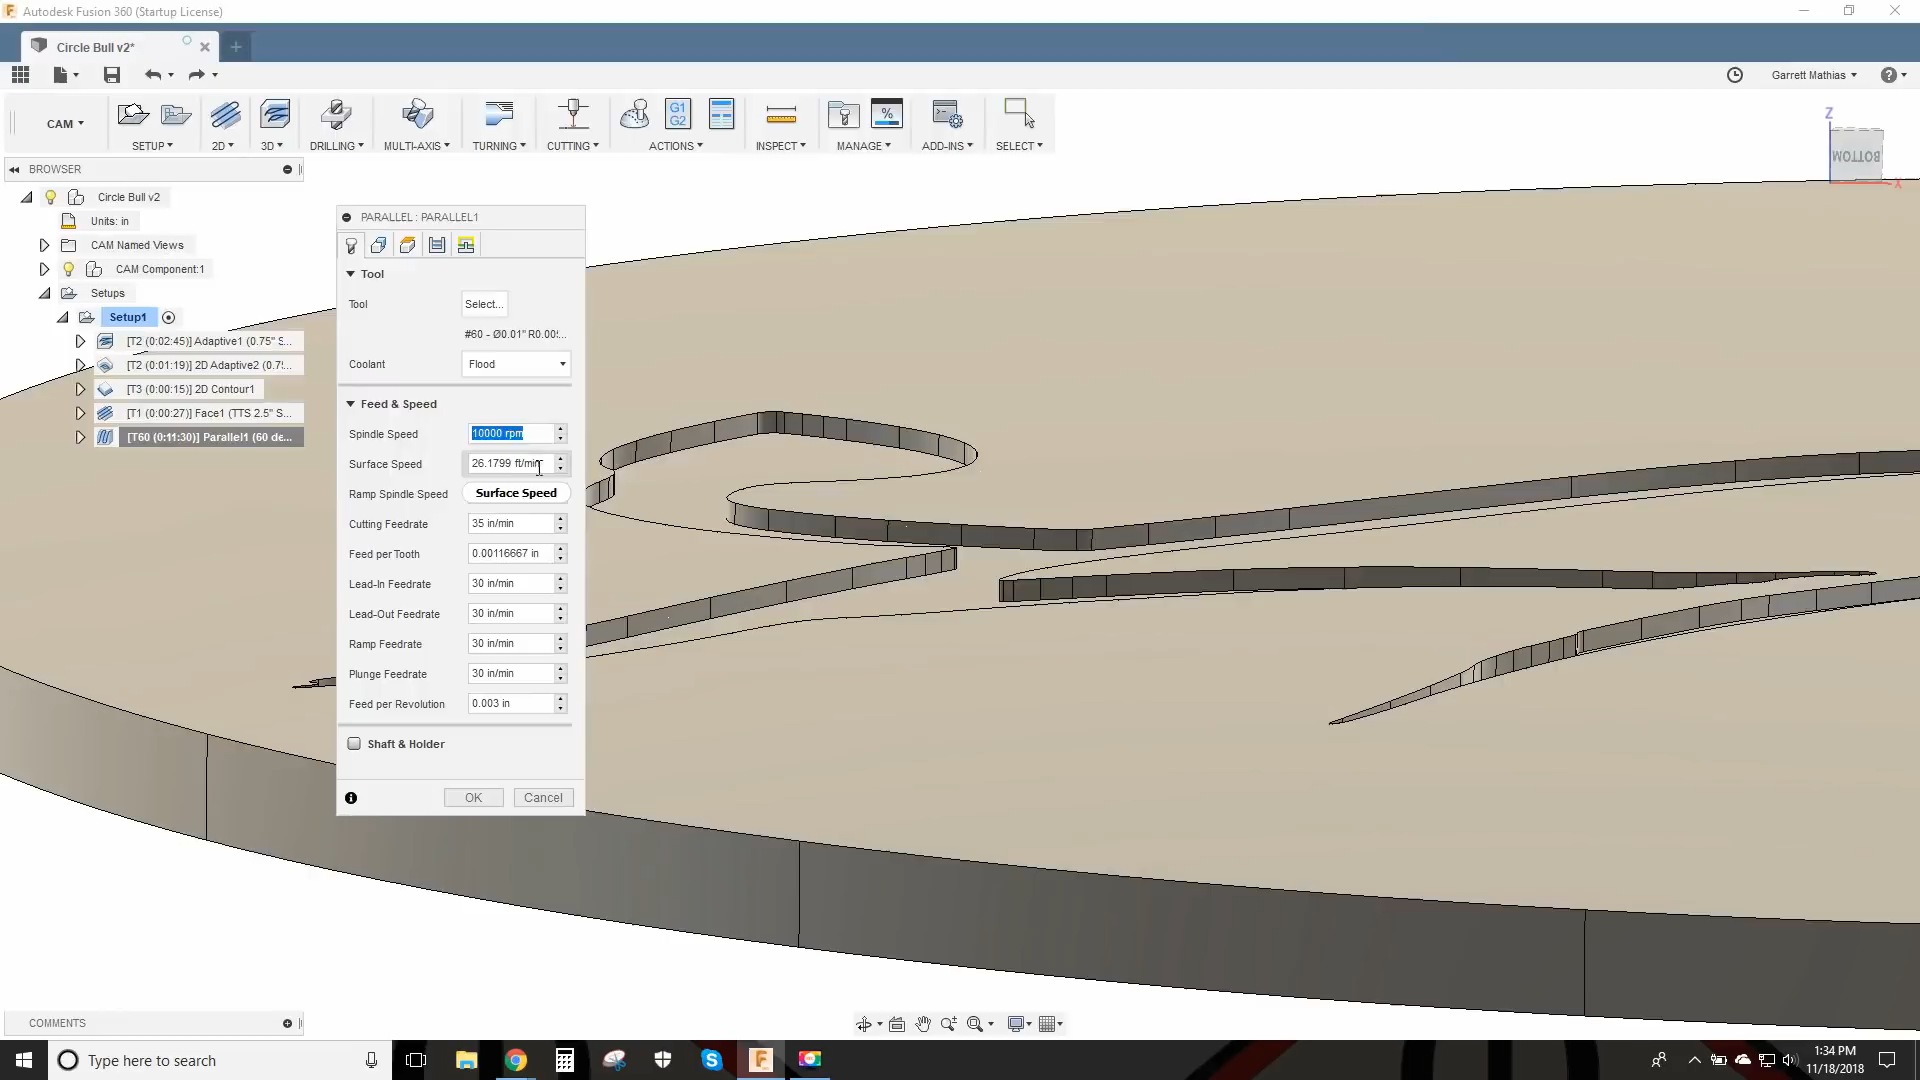 Autodesk Fusion 360 (Startup License)
Circle Bull v2*
Garrett Mathias
CAM
G1
G2
%
SETUP
2D
3D
DRILLING
MULTI-AXIS
TURNING
CUTTING
ACTIONS
INSPECT
MANAGE
ADD-INS
SELECT
Z
BOTTOM
X
BROWSER
Circle Bull v2
Units: in
CAM Named Views
CAM Component:1
Setups
Setup1
[T2 (0:02:45)] Adaptive1 (0.75" S...
[T2 (0:01:19)] 2D Adaptive2 (0.7!...
[T3 (0:00:15)] 2D Contour1
[T1 (0:00:27)] Face1 (TTS 2.5" S...
[T60 (0:11:30)] Parallel1 (60 de...
PARALLEL : PARALLEL1
Tool
Tool
Select...
#60 - Ø0.01" R0.00...
Coolant
Flood
Feed & Speed
Spindle Speed
10000 rpm
Surface Speed
26.1799 ft/min
Ramp Spindle Speed
Surface Speed
Cutting Feedrate
35 in/min
Feed per Tooth
0.00116667 in
Lead-In Feedrate
30 in/min
Lead-Out Feedrate
30 in/min
Ramp Feedrate
30 in/min
Plunge Feedrate
30 in/min
Feed per Revolution
0.003 in
Shaft & Holder
OK
Cancel
COMMENTS
Type here to search
1:34 PM
11/18/2018